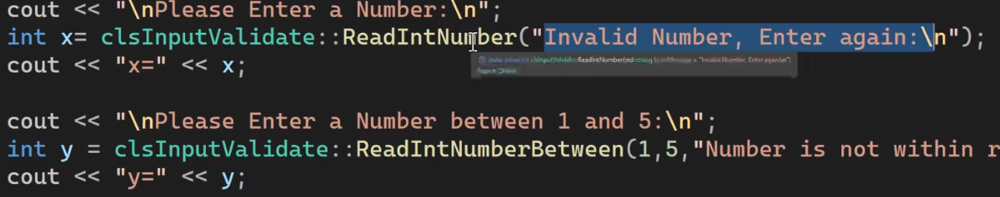 cout << "\nPlease Enter a Number:\n";
int x= clsInputValidate::ReadIntNumber("Invalid Number, Enter again:\n");
static inline int clsInputValidate::ReadIntNumber(std::string ErrorMessage = "Invalid Number, Enter again\n")
Search Online
cout << "x=" << x;
cout << "\nPlease Enter a Number between 1 and 5:\n";
int y = clsInputValidate::ReadIntNumberBetween(1,5,"Number is not within r
cout << "y=" << y;